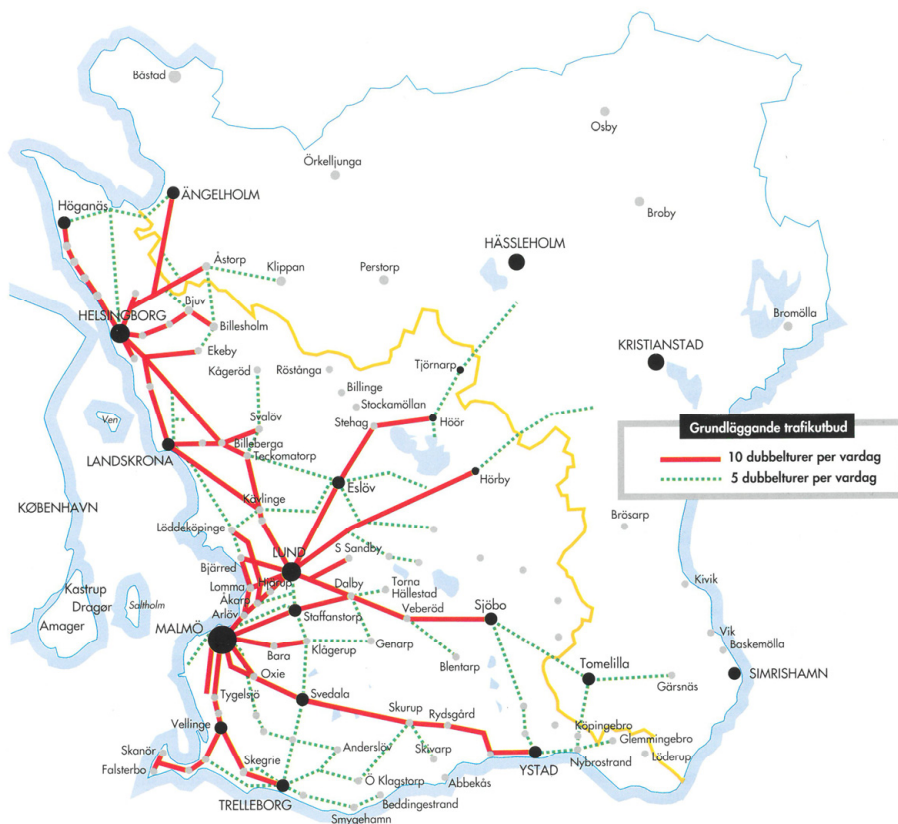 Båstad
Osby
Örkelljunga
Broby
ÄNGELHOLM
Höganäs
HÄSSLEHOLM
Åstorp
Klippan
Perstorp
Bjuv
HELSINGBORG
Billesholm
Bromölla
Ekeby
KRISTIANSTAD
Kågeröd
Röstånga
Tjörnarp
Billinge
Stockamöllan
Ven
Svalöv
Stehag
Höör
Grundläggande trafikutbud
Billeberga
10 dubbelturer per vardag
LANDSKRONA
Teckomatorp
5 dubbelturer per vardag
Hörby
Eslöv
Kävlinge
KØBENHAVN
Löddeköpinge
Brösarp
LUND
S Sandby
Bjärred
Hjärup
Lomma
Dalby
Torna
Hällestad
Kivik
Kastrup
Dragør
Saltholm
Åkarp
Arlöv
Staffanstorp
Veberöd
Sjöbo
Amager
MALMÖ
Vik
Baskemölla
Klågerup
Genarp
Bara
Blentarp
Tomelilla
SIMRISHAMN
Oxie
Gärsnäs
Tygelsjö
Svedala
Skurup
Rydsgård
Vellinge
Köpingebro
Glemmingebro
Skanör
Anderslöv
Skivarp
Löderup
Falsterbo
Skegrie
YSTAD
Nybrostrand
Ö Klagstorp
Abbekås
TRELLEBORG
Beddingestrand
Smygehamn